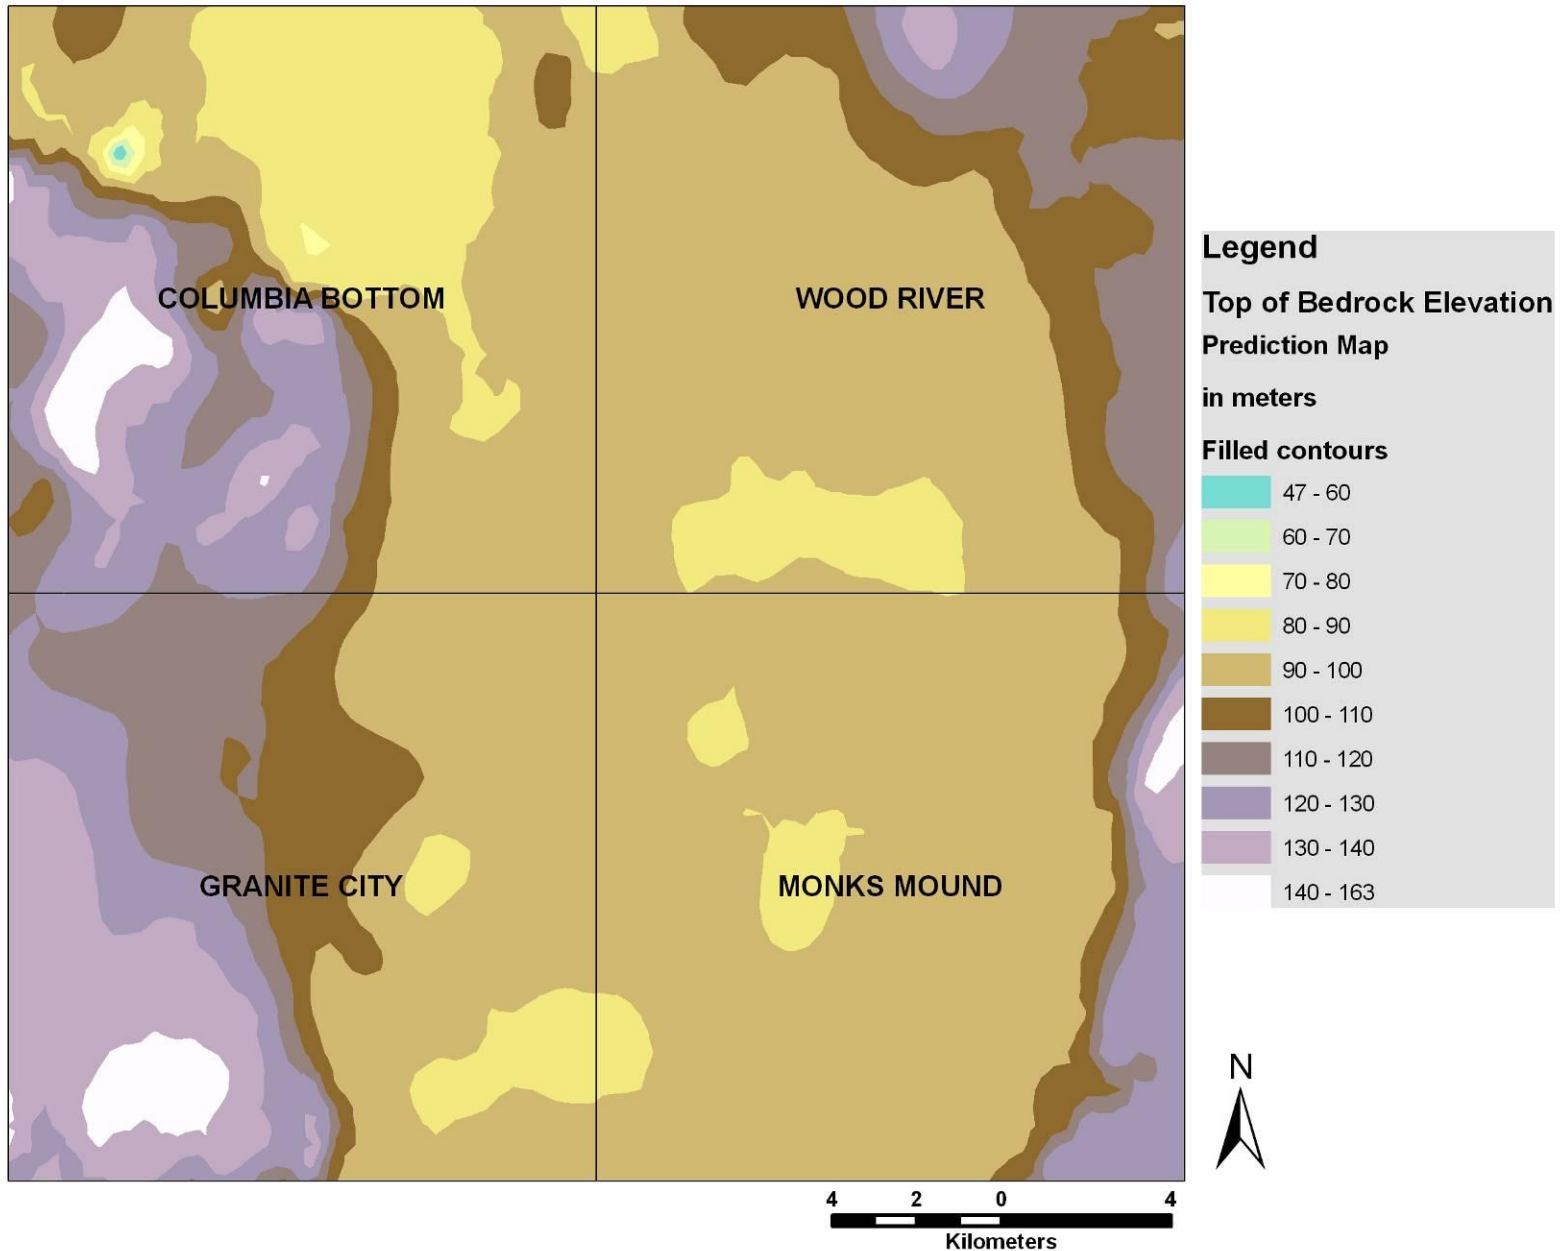 COLUMBIA BOTTOM
WOOD RIVER
GRANITE CITY
MONKS MOUND
Legend
Top of Bedrock Elevation
Prediction Map
in meters
Filled contours
47 - 60
60 - 70
70 - 80
80 - 90
90 - 100
100 - 110
110 - 120
120 - 130
130 - 140
140 - 163
N
4 2 0 4
Kilometers